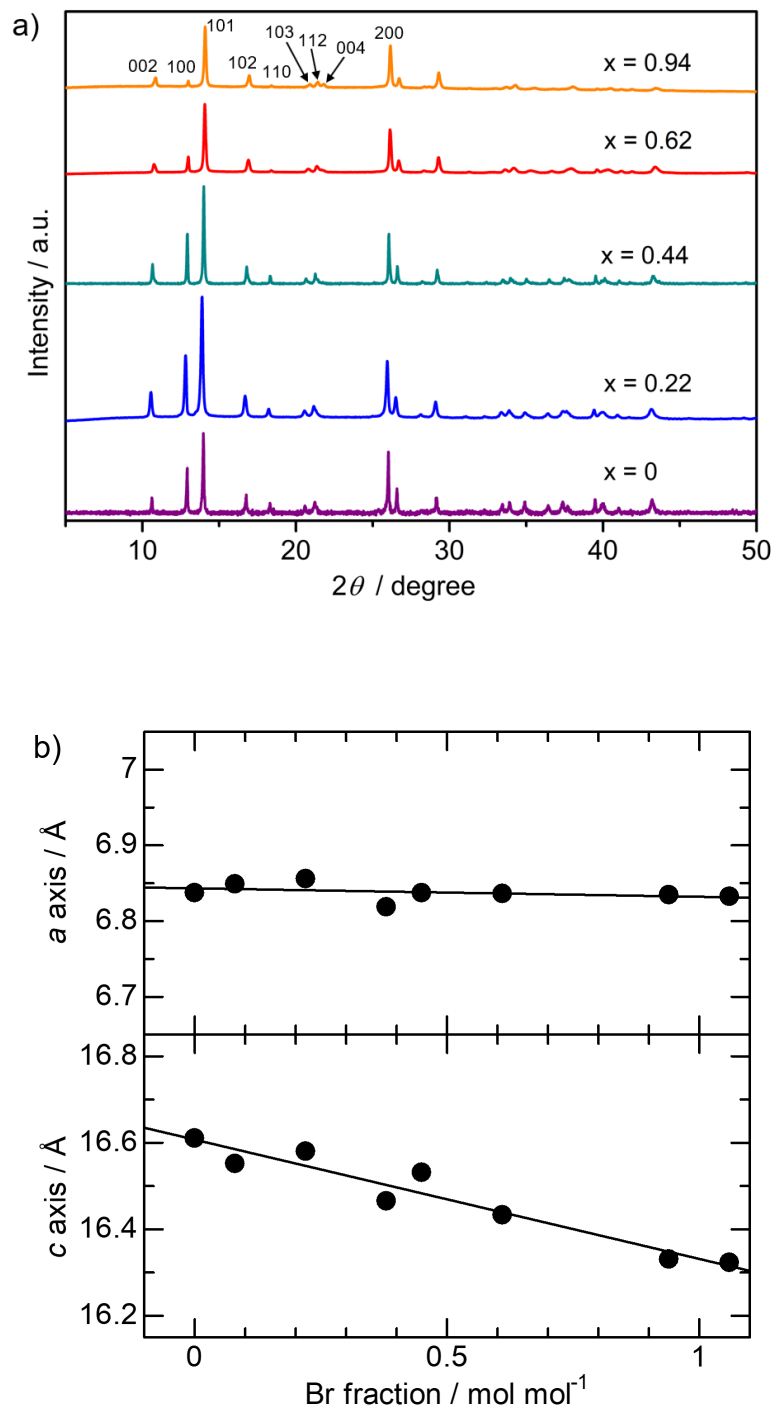 a)
002 100 101 102 110 103 112 004 200
x = 0.94
x = 0.62
x = 0.44
x = 0.22
x = 0
Intensity / a.u.
10 20 30 40 50
2θ / degree
b)
7
6.9
6.8
6.7
a axis / Å
16.8
16.6
16.4
16.2
c axis / Å
0 0.5 1
Br fraction / mol mol⁻¹